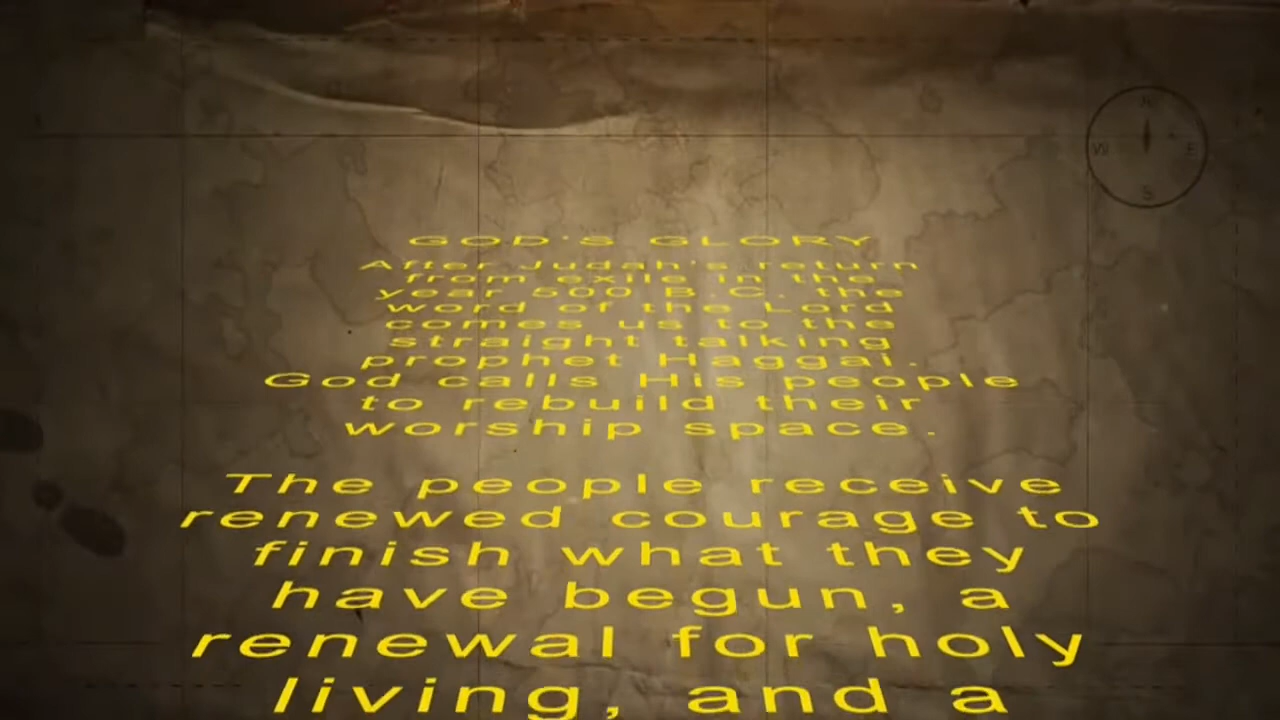 GOD'S GLORY
After Judah's return
from exile in the
year 500 B.C. the
word of the Lord
comes us to the
straight talking
prophet Haggai.
God calls His people
to rebuild their
worship space.
The people receive
renewed courage to
finish what they
have begun, a
renewal for holy
living, and a
E
S